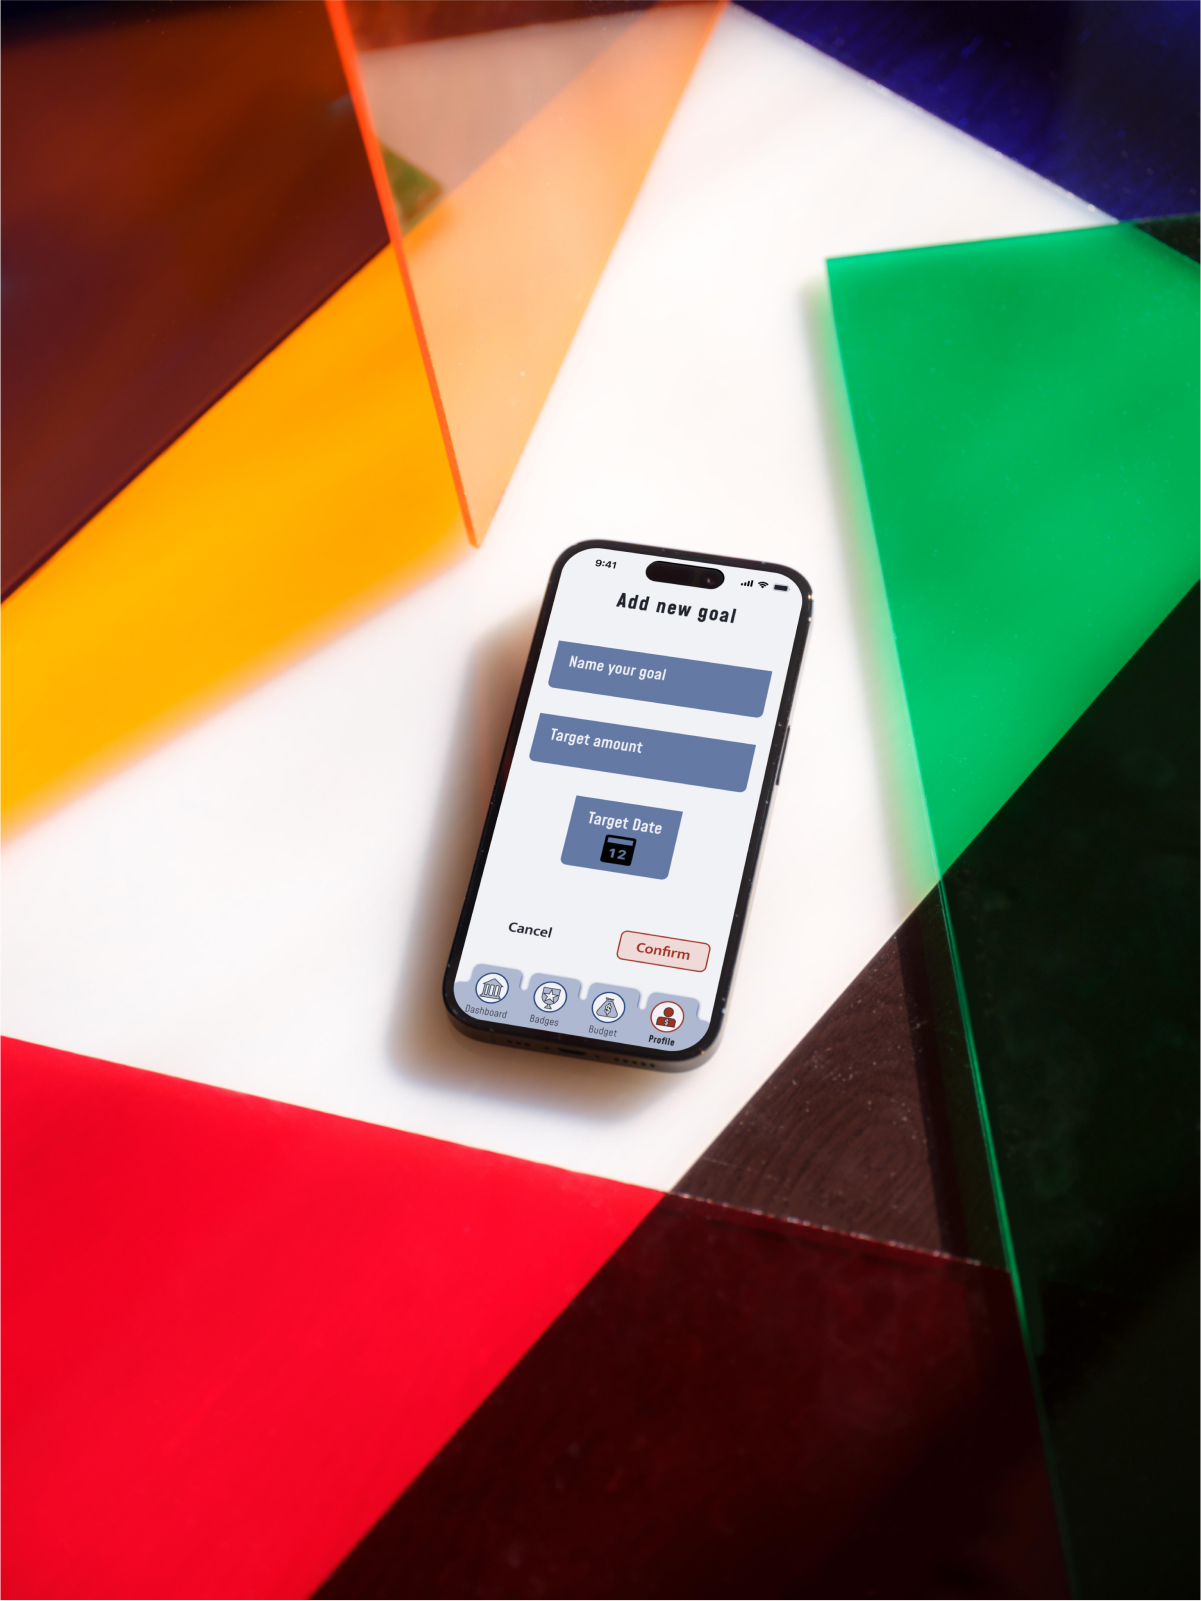 9:41
Add new goal
Name your goal
Target amount
Target Date
12
Cancel
Confirm
Dashboard
Badges
Budget
Profile